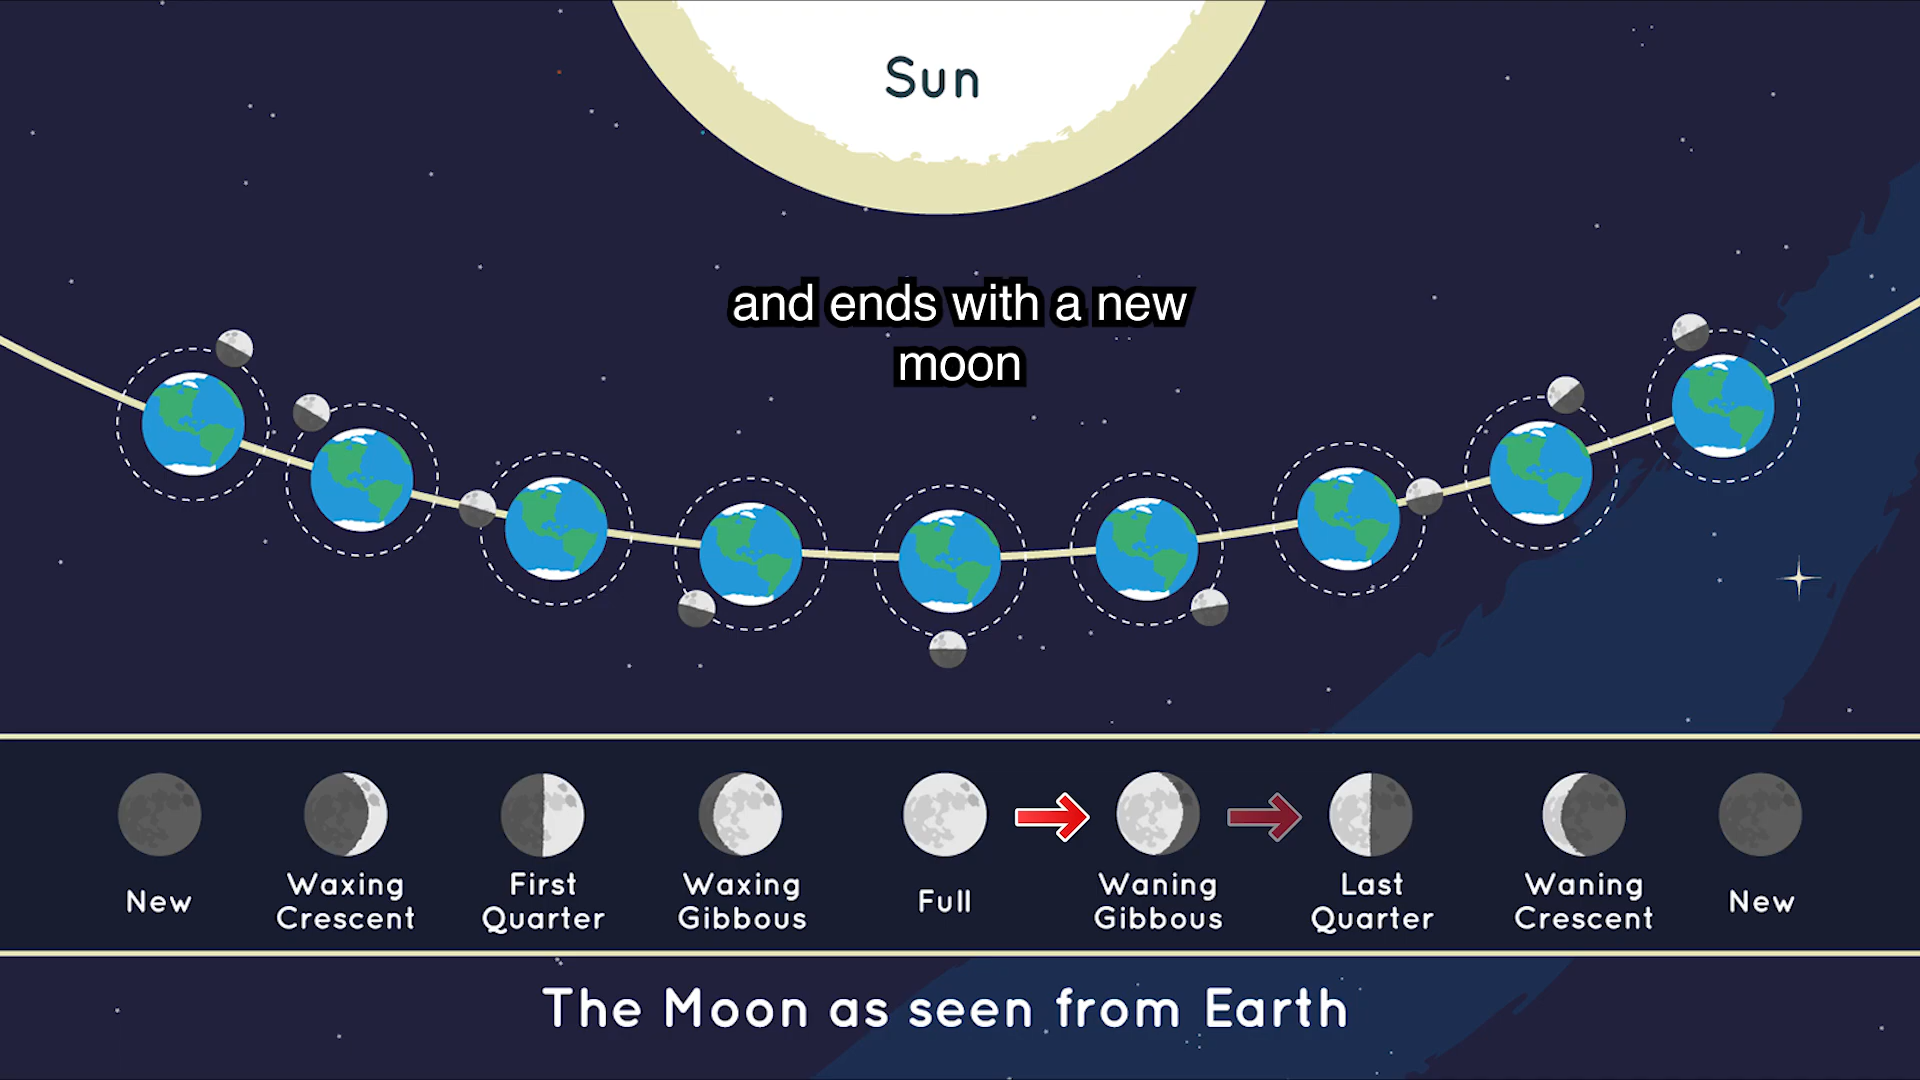 Sun
and ends with a new
moon
New
Waxing
Crescent
First
Quarter
Waxing
Gibbous
Full
Waning
Gibbous
Last
Quarter
Waning
Crescent
New
The Moon as seen from Earth